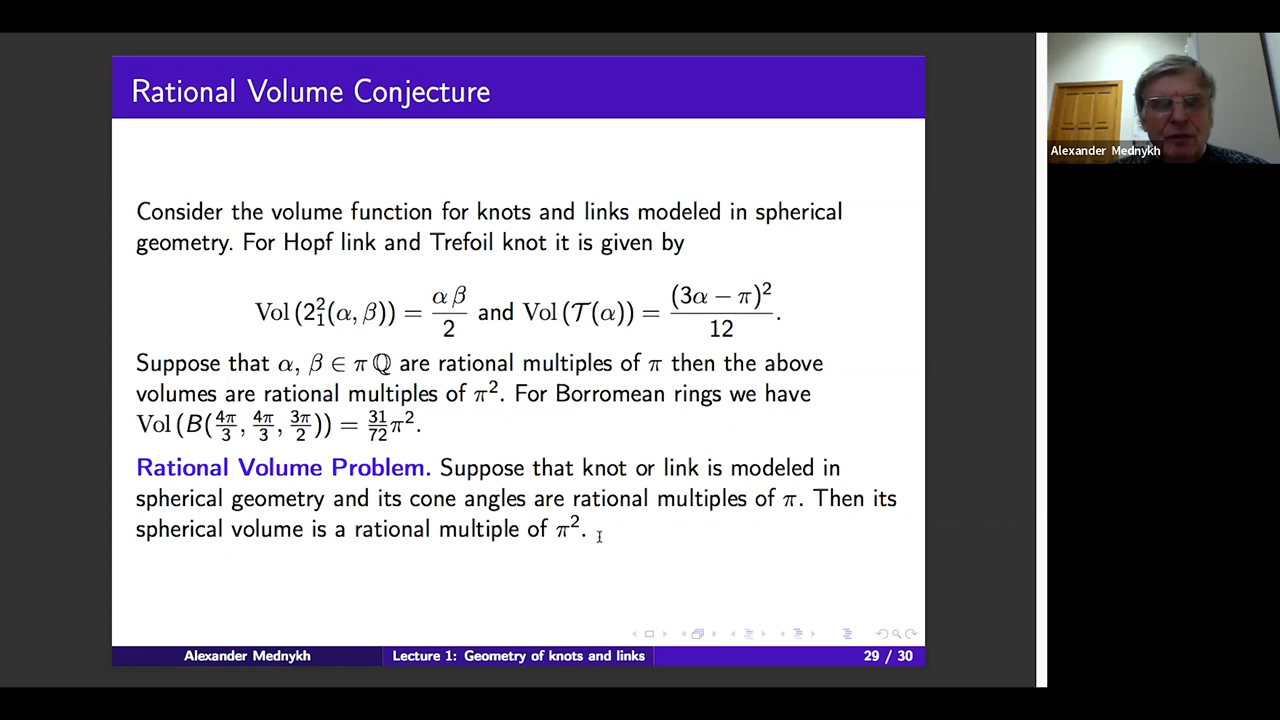 Rational Volume Conjecture
Alexander Mednykh
Consider the volume function for knots and links modeled in spherical
geometry. For Hopf link and Trefoil knot it is given by
Vol (2₁²(α, β)) = α β / 2 and Vol (𝒯(α)) = (3α − π)² / 12.
Suppose that α, β ∈ π ℚ are rational multiples of π then the above
volumes are rational multiples of π². For Borromean rings we have
Vol (B(4π/3, 4π/3, 3π/2)) = 31/72 π².
Rational Volume Problem. Suppose that knot or link is modeled in
spherical geometry and its cone angles are rational multiples of π. Then its
spherical volume is a rational multiple of π².
Alexander Mednykh
Lecture 1: Geometry of knots and links
29 / 30